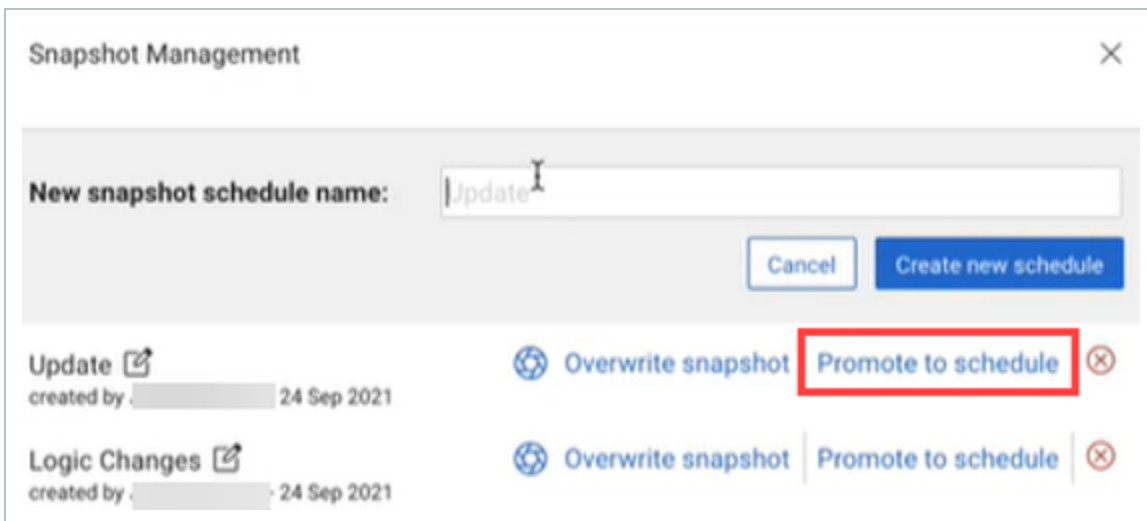 Snapshot Management
New snapshot schedule name: Update
Cancel Create new schedule
Update Overwrite snapshot Promote to schedule
created by 24 Sep 2021
Logic Changes Overwrite snapshot Promote to schedule
created by 24 Sep 2021